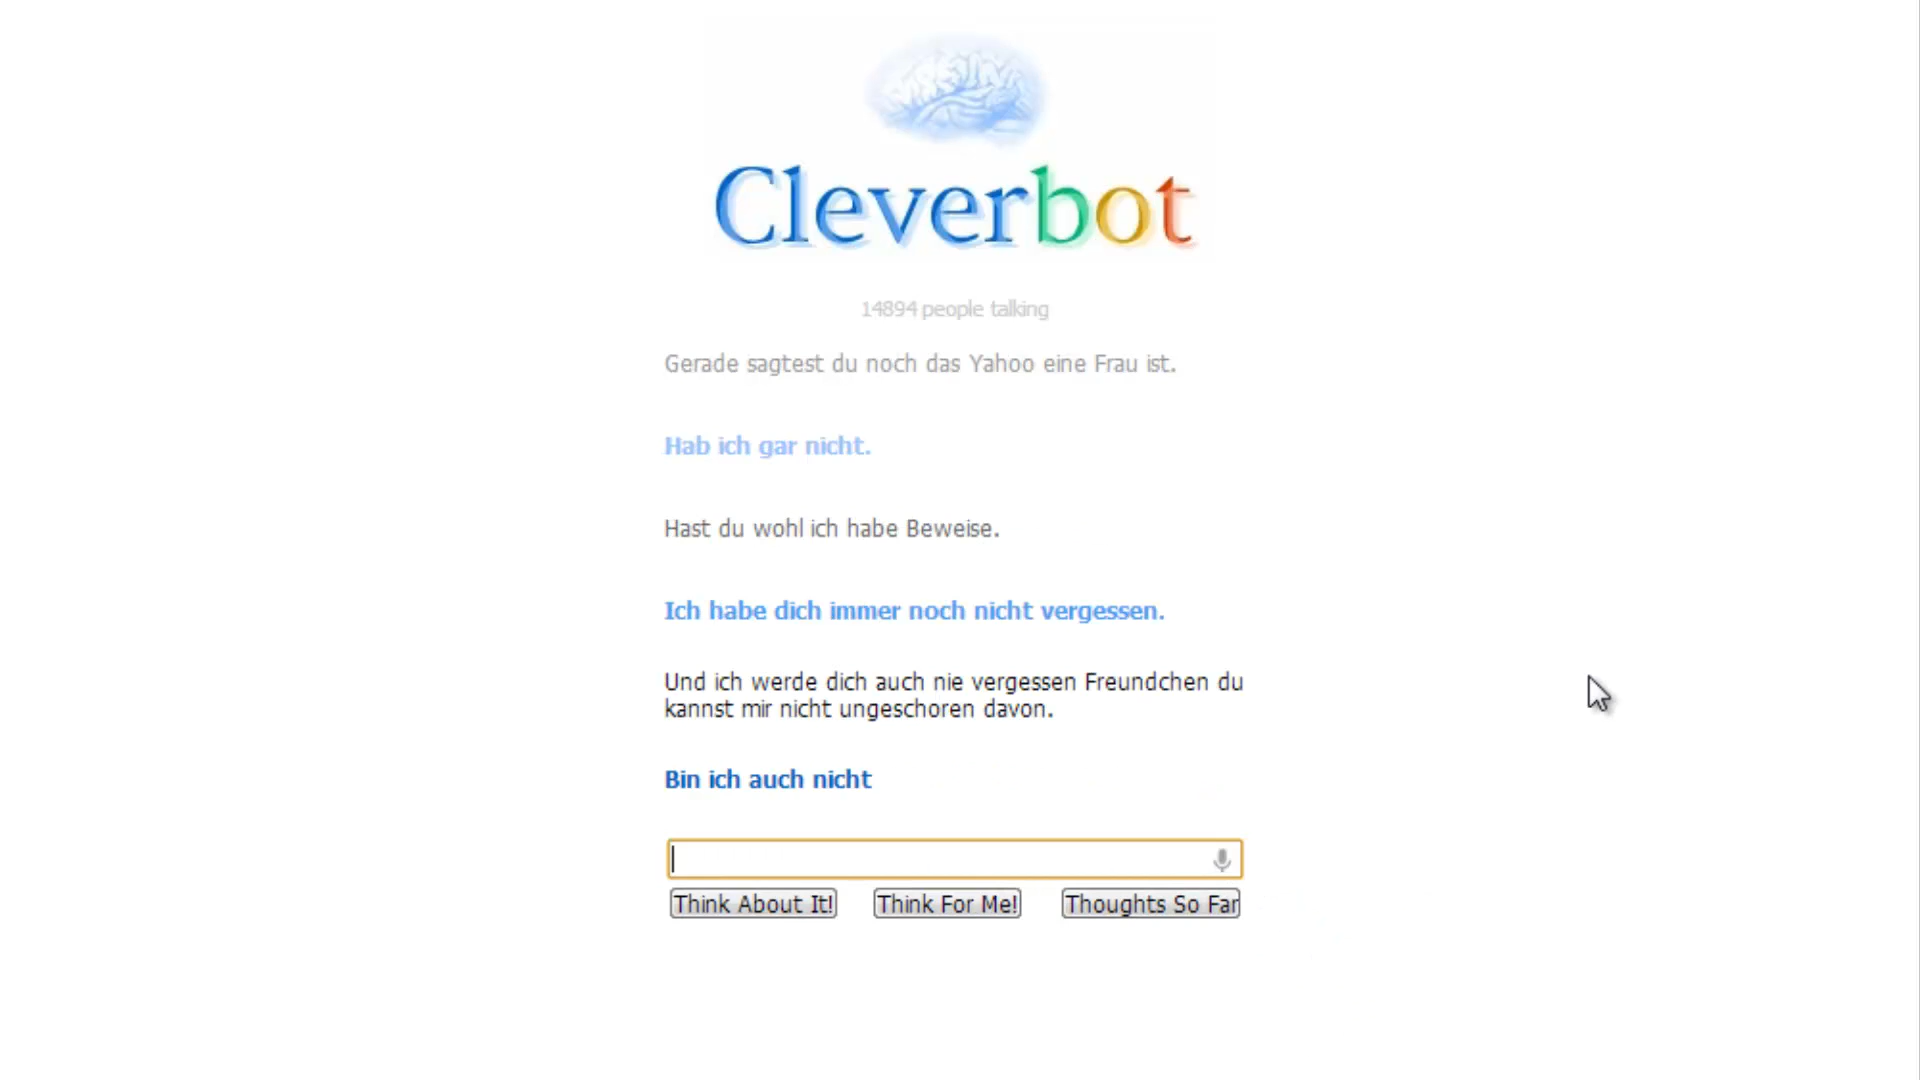 Cleverbot
14894 people talking
Gerade sagtest du noch das Yahoo eine Frau ist.
Hab ich gar nicht.
Hast du wohl ich habe Beweise.
Ich habe dich immer noch nicht vergessen.
Und ich werde dich auch nie vergessen Freundchen du
kannst mir nicht ungeschoren davon.
Bin ich auch nicht
Think About It! Think For Me! Thoughts So Far